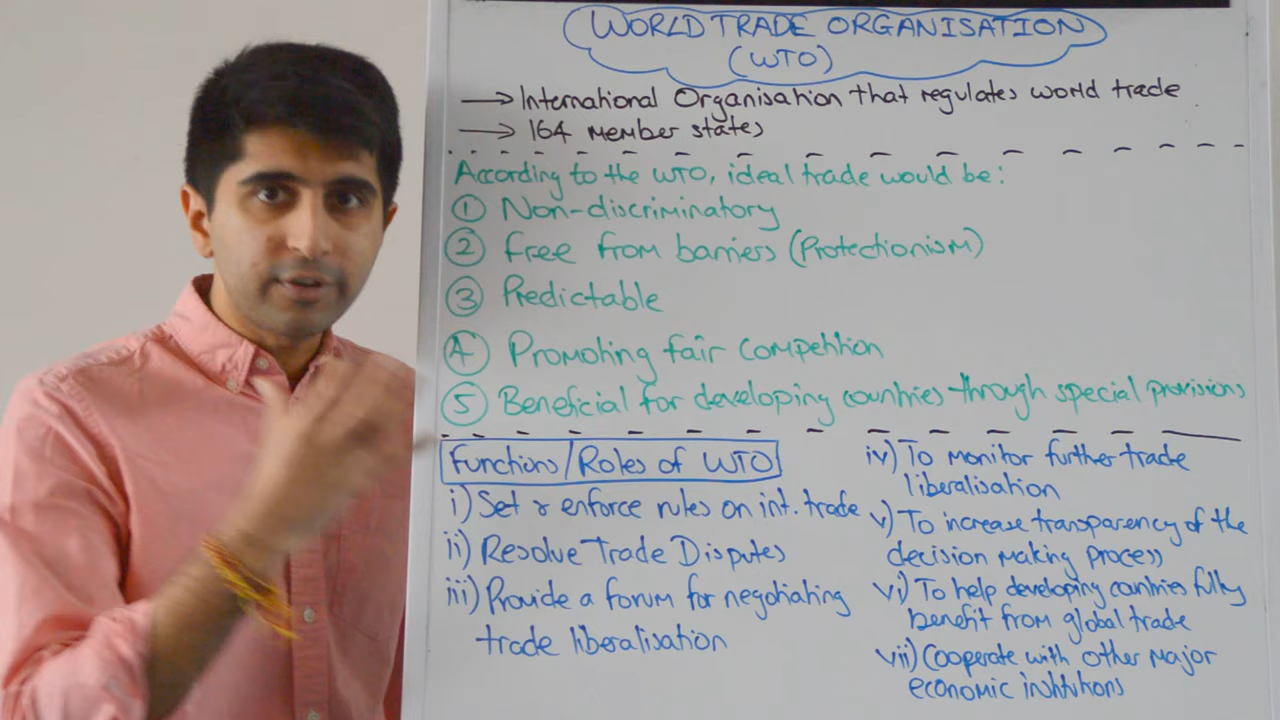 WORLD TRADE ORGANISATION
(WTO)
→ International Organisation that regulates world trade
→ 164 Member states
According to the WTO, ideal trade would be:
① Non-discriminatory
② Free from barriers (Protectionism)
③ Predictable
④ Promoting fair competition
⑤ Beneficial for developing countries through special provisions
Functions/Roles of WTO
i) Set & enforce rules on int. trade
ii) Resolve Trade Disputes
iii) Provide a forum for negotiating
trade liberalisation
iv) To monitor further trade
liberalisation
v) To increase transparency of the
decision making process
vi) To help developing countries fully
benefit from global trade
vii) Cooperate with other major
economic institutions